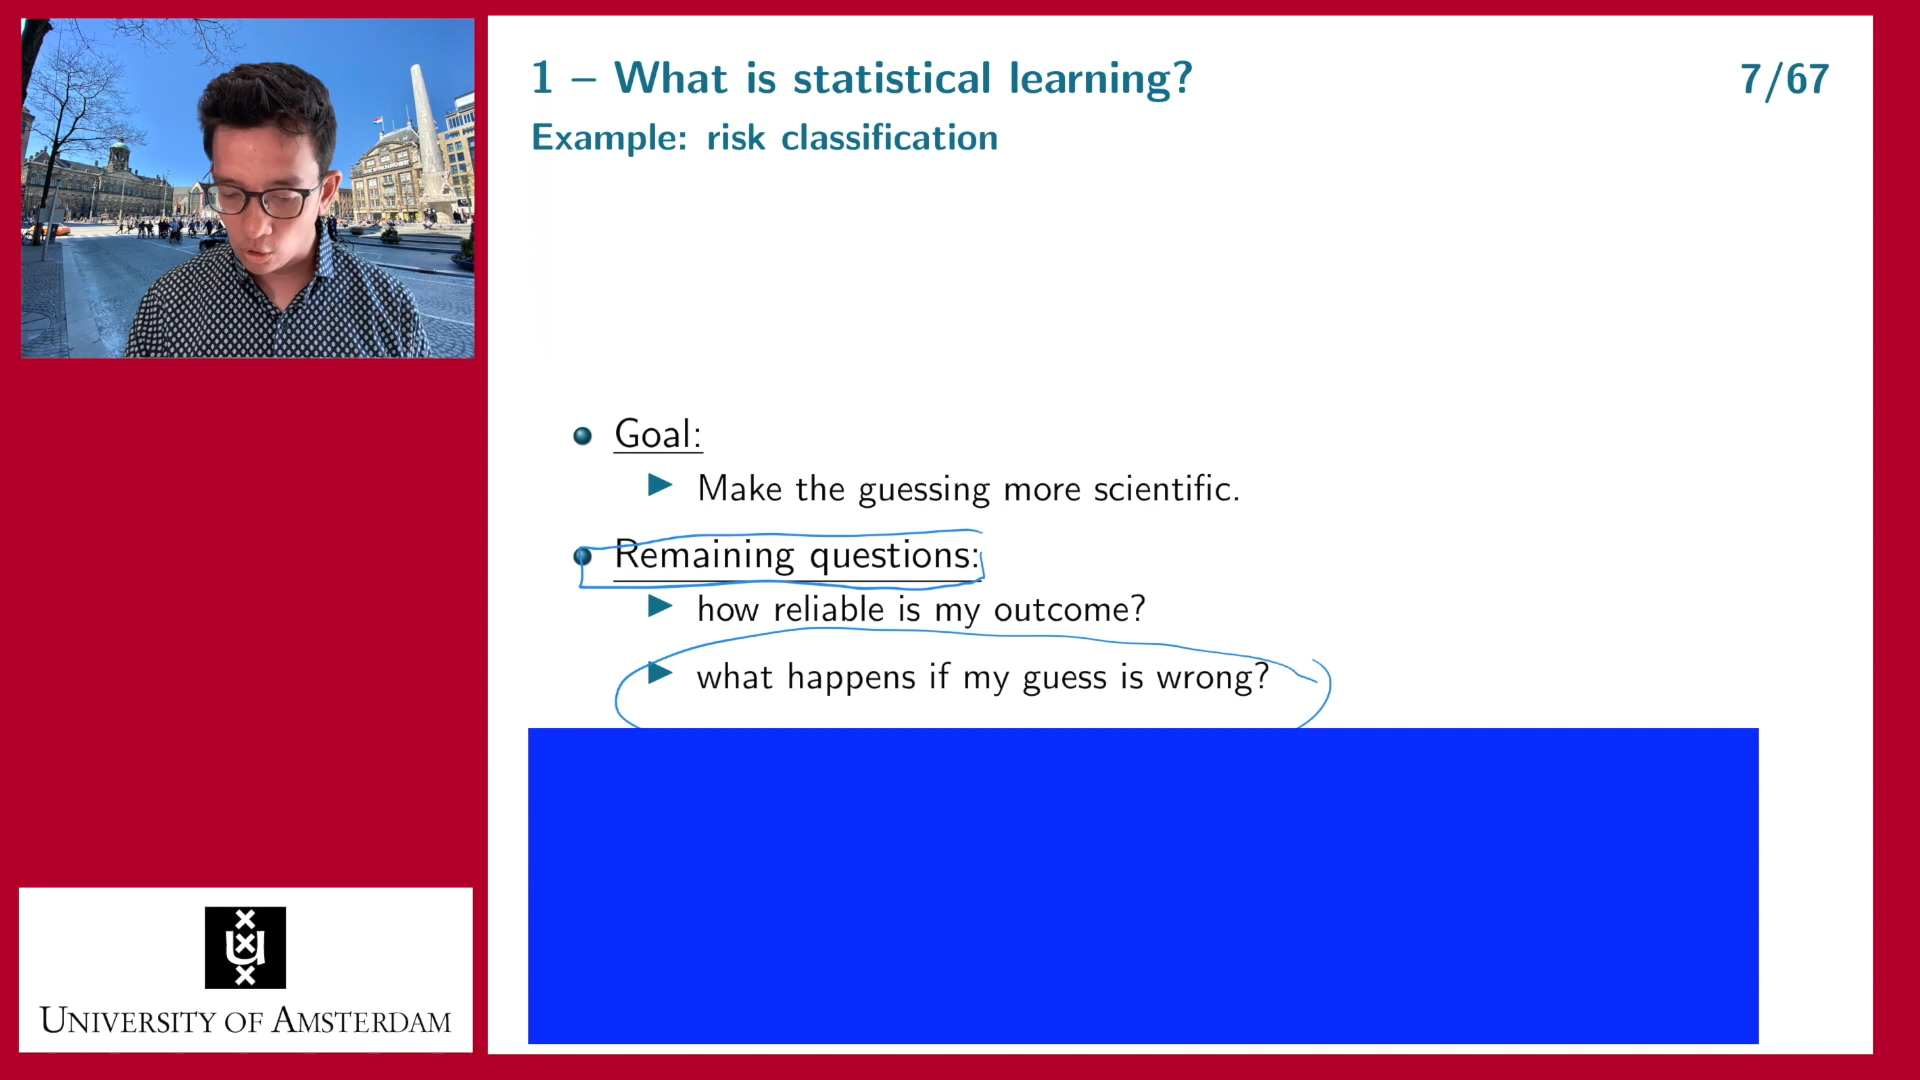 1 – What is statistical learning?
7/67
Example: risk classification
Goal:
Make the guessing more scientific.
Remaining questions:
how reliable is my outcome?
what happens if my guess is wrong?
UNIVERSITY OF AMSTERDAM